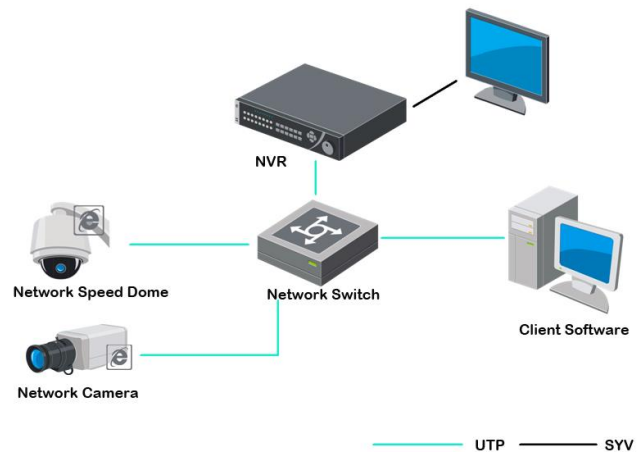 NVR
Network Speed Dome
Network Switch
Client Software
Network Camera
UTP
SYV